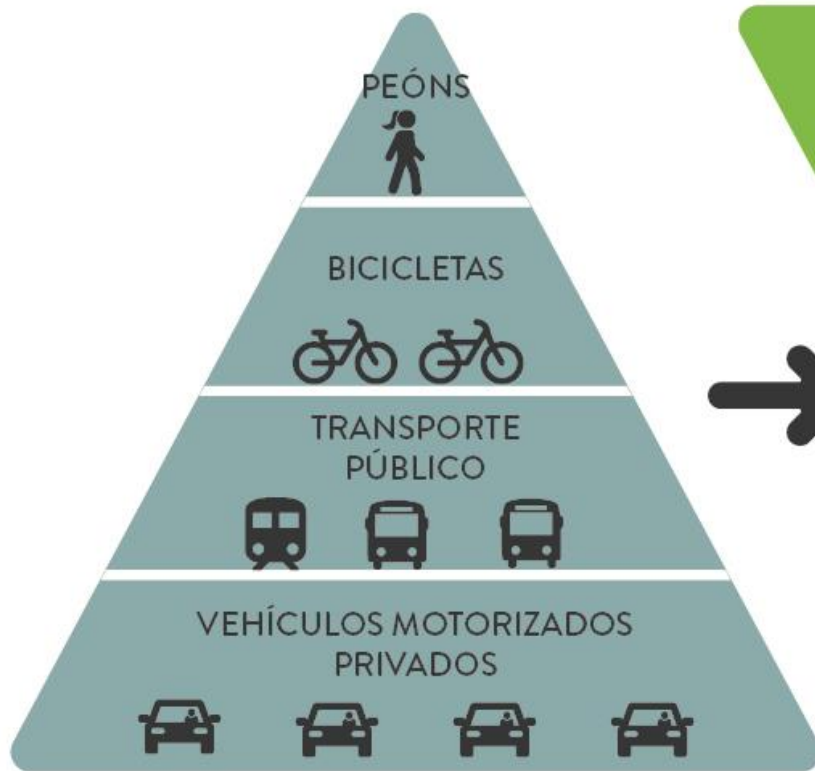 PEÓNS
BICICLETAS
TRANSPORTE
PÚBLICO
VEHÍCULOS MOTORIZADOS
PRIVADOS